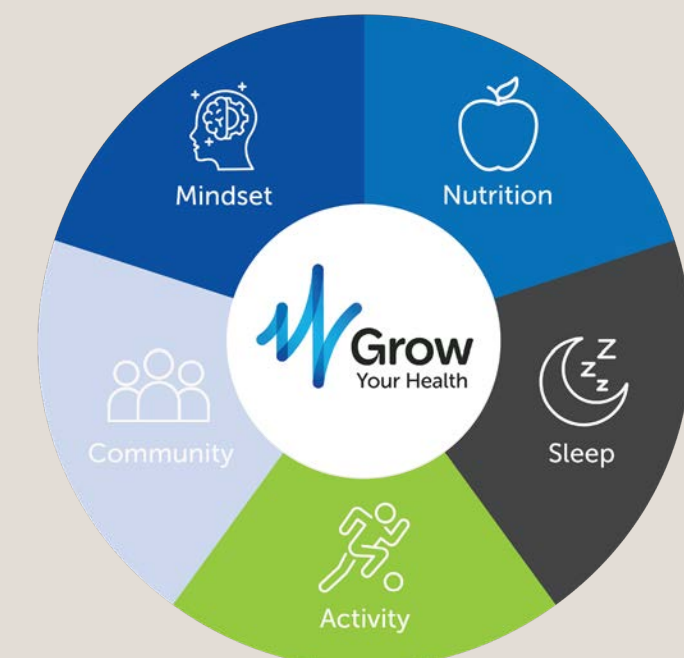 Mindset
Nutrition
Grow
Your Health
Community
Sleep
z z Z
Activity